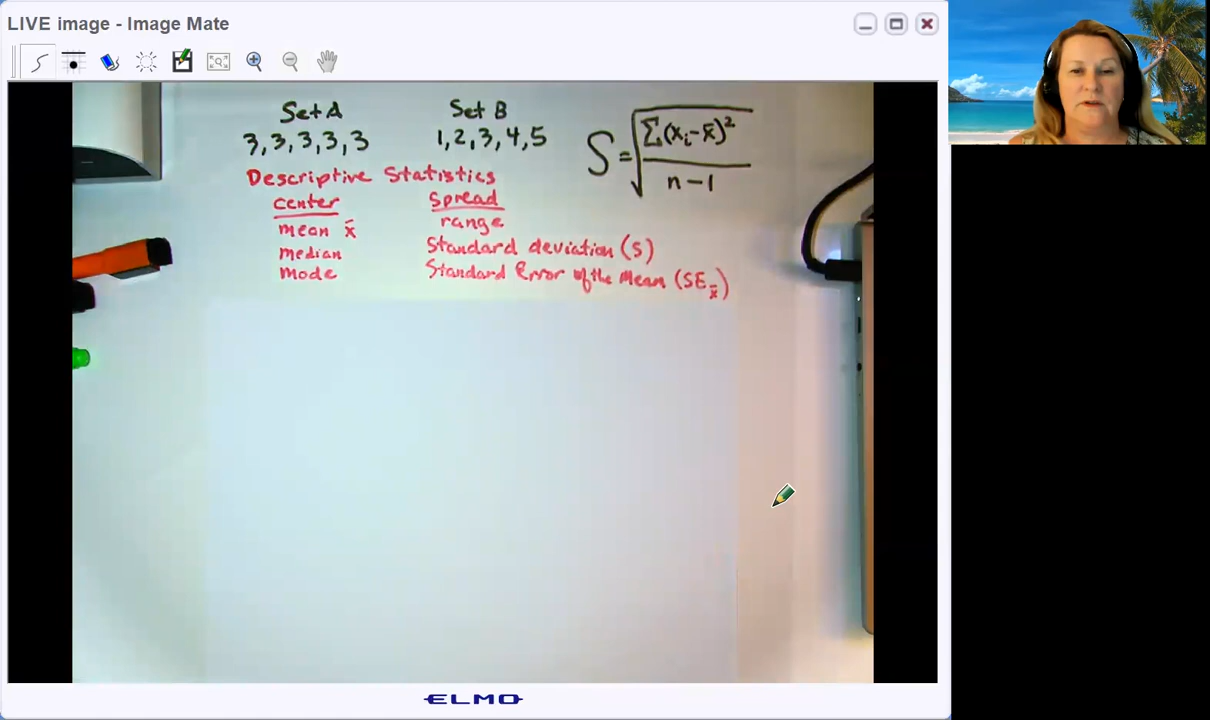 LIVE image - Image Mate
Set A Set B
3, 3, 3, 3, 3 1, 2, 3, 4, 5
S = √(∑(xᵢ-x̄)² / n-1)
Descriptive Statistics
center Spread
mean x̄ range
median Standard deviation (S)
mode Standard Error of the Mean (SEx̄)
ELMO